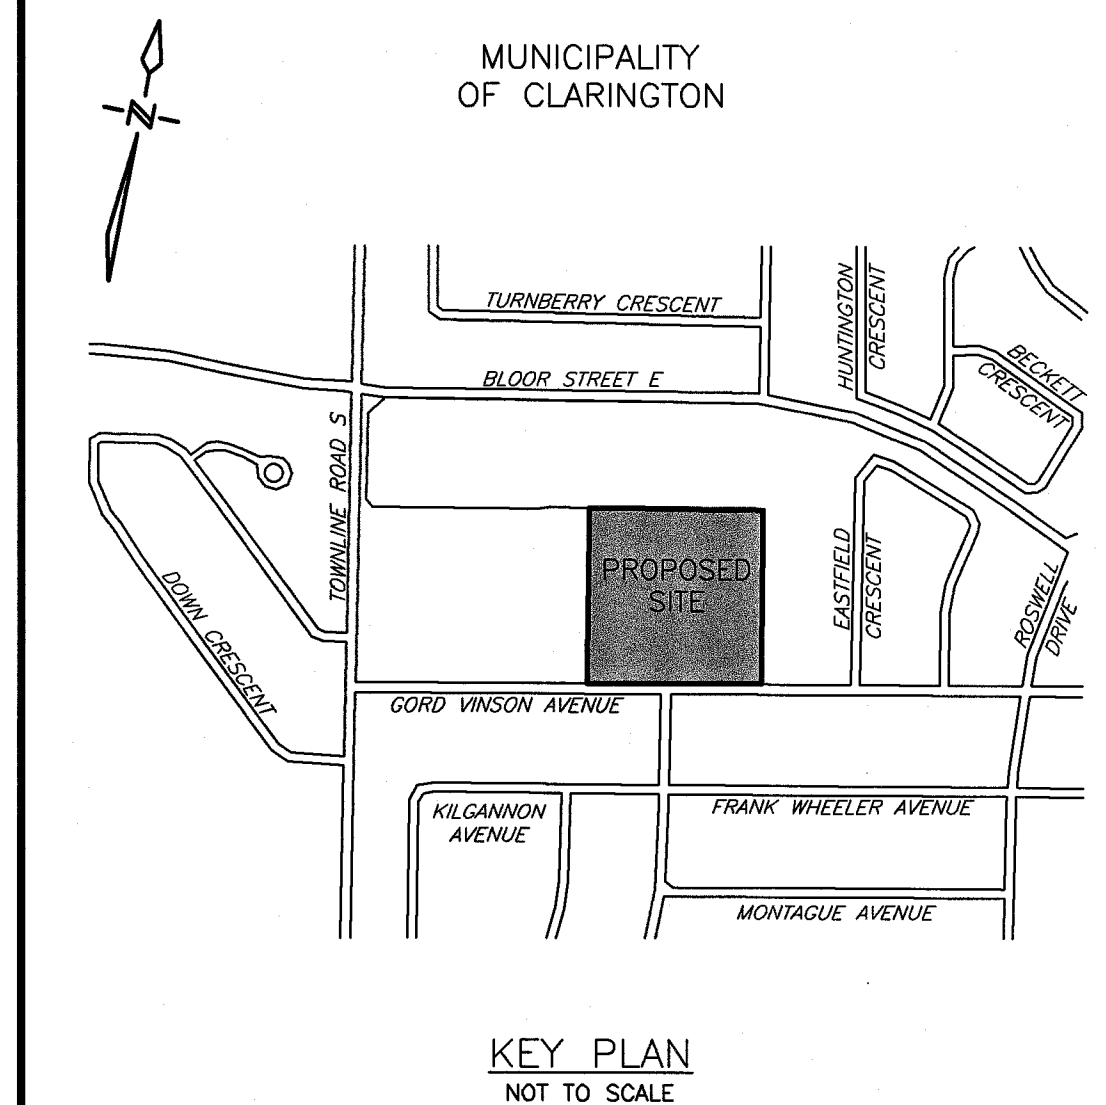 MUNICIPALITY
OF CLARINGTON
N
TURNBERRY CRESCENT
HUNTINGTON
CRESCENT
BECKETT
CRESCENT
BLOOR STREET E
TOWNLINE ROAD S
DOWN CRESCENT
PROPOSED
SITE
EASTFIELD
CRESCENT
ROSWELL
DRIVE
GORD VINSON AVENUE
KILGANNON
AVENUE
FRANK WHEELER AVENUE
MONTAGUE AVENUE
KEY PLAN
NOT TO SCALE